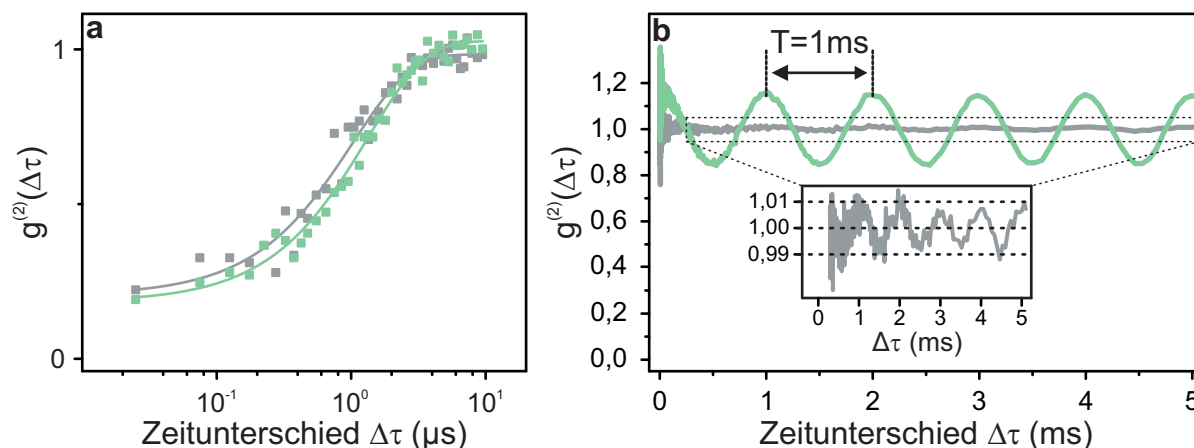 a
1
0
g(2)(Δτ)
10-1
100
101
Zeitunterschied Δτ (µs)
b
T=1ms
1,2
1,0
0,8
0,6
0,4
0,2
0,0
g(2)(Δτ)
1,01
1,00
0,99
0 1 2 3 4 5
Δτ (ms)
0 1 2 3 4 5
Zeitunterschied Δτ (ms)